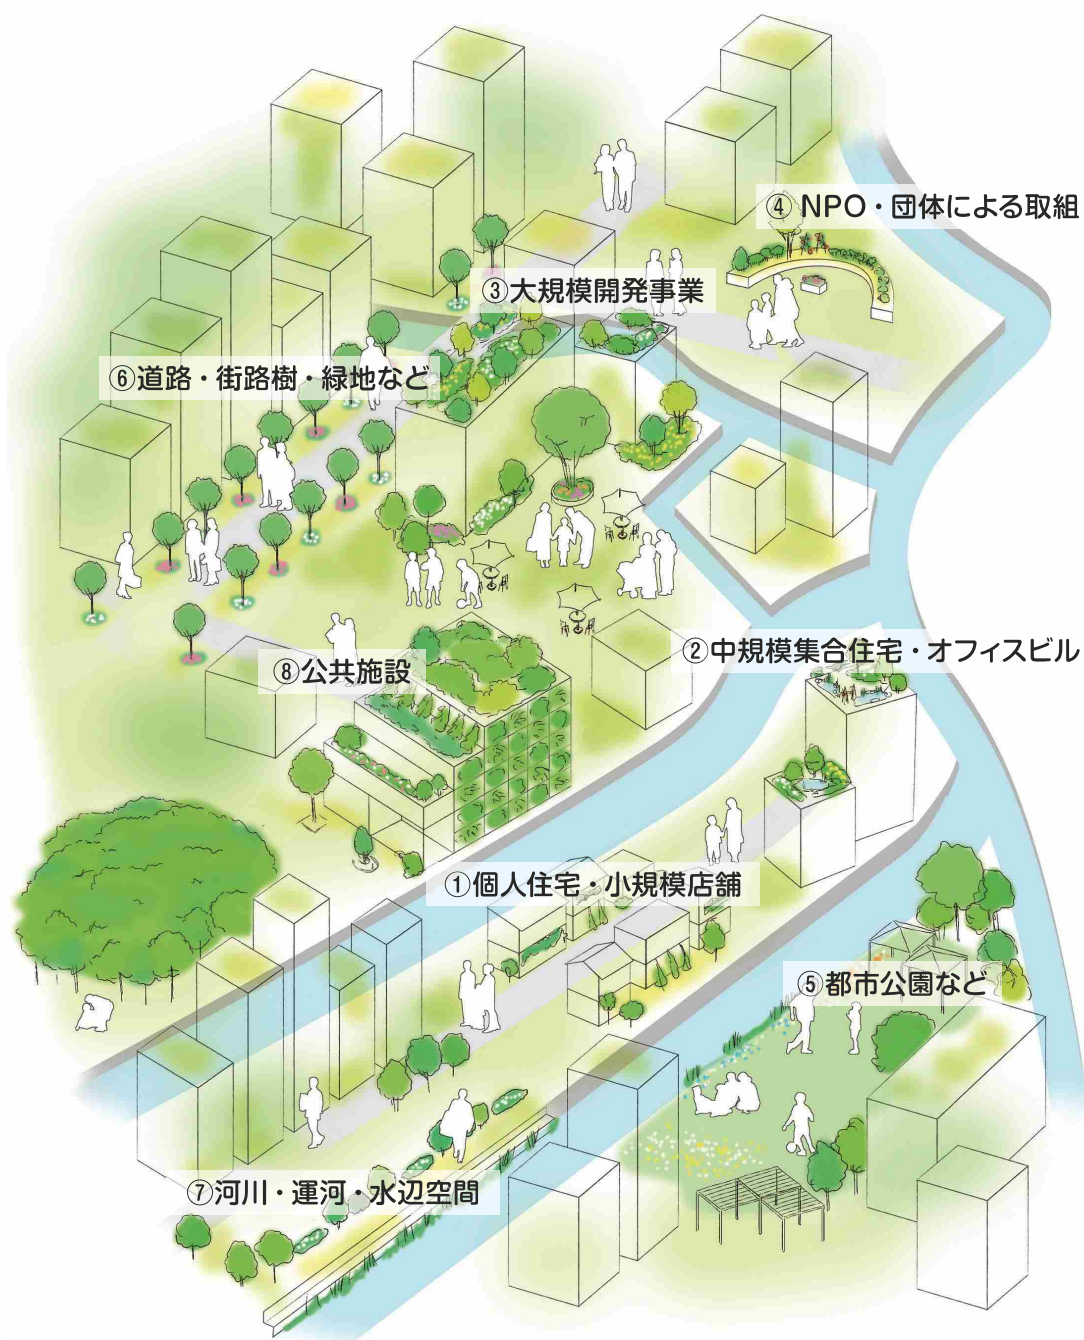 ④ NPO・団体による取組
③大規模開発事業
⑥道路・街路樹・緑地など
②中規模集合住宅・オフィスビル
⑧公共施設
①個人住宅・小規模店舗
⑤都市公園など
⑦河川・運河・水辺空間